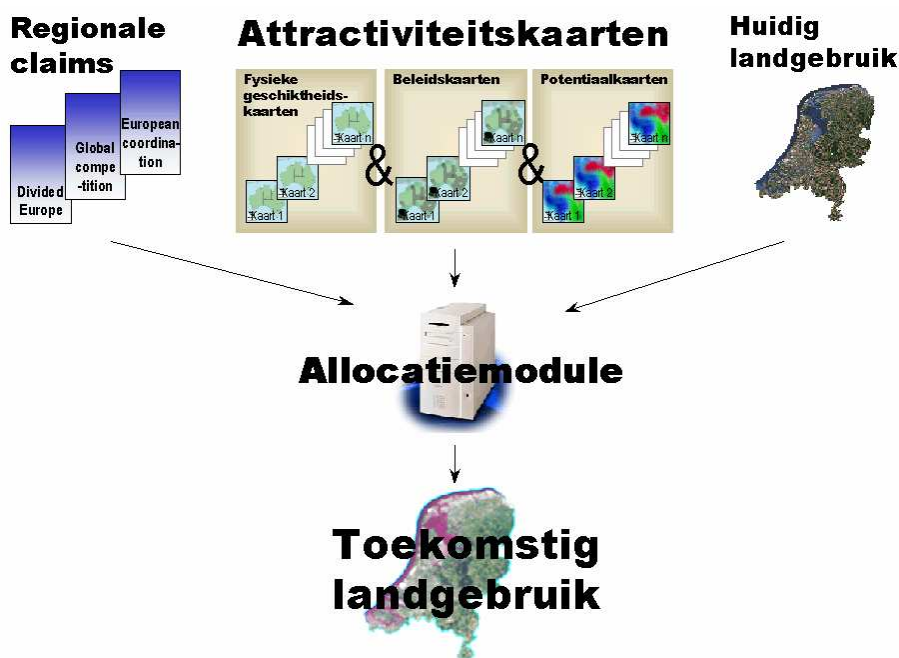 Regionale
claims
Divided
Europe
Global
compe
-tition
European
coordina-
tion
Attractiviteitskaarten
Fysieke
geschiktheids-
kaarten
Kaart 1
Kaart 2
Kaart n
&
Beleidskaarten
Kaart 1
Kaart 2
Kaart n
&
Potentiaalkaarten
Kaart 1
Kaart 2
Kaart n
Huidig
landgebruik
Allocatiemodule
Toekomstig
landgebruik